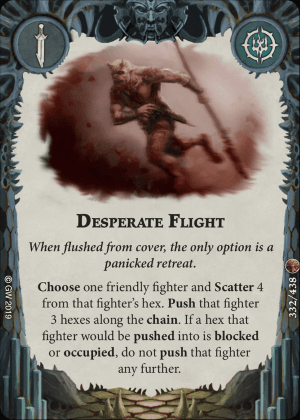 DESPERATE FLIGHT
When flushed from cover, the only option is a
panicked retreat.
Choose one friendly fighter and Scatter 4
from that fighter's hex. Push that fighter
3 hexes along the chain. If a hex that
fighter would be pushed into is blocked
or occupied, do not push that fighter
any further.
© GW 2019
332/438